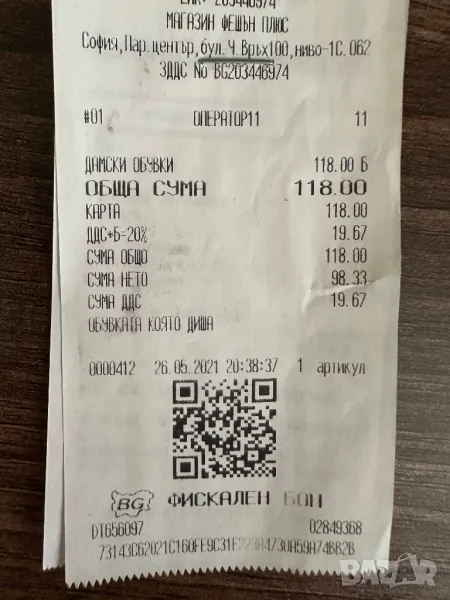 ЕИК: 203446974
МАГАЗИН ФЕШЪН ПЛЮС
София, Пар. център, бул. Ч. Връх100, ниво-1С. 062
ЗДДС No BG203446974
#01 ОПЕРАТОР11 11
ДАМСКИ ОБУВКИ 118.00 Б
ОБЩА СУМА 118.00
КАРТА 118.00
ДДС+Б-20% 19.67
СУМА ОБЩО 118.00
СУМА НЕТО 98.33
СУМА ДДС 19.67
ОБУВКАТА КОЯТО ДИША
0000412 26.05.2021 20:38:37 1 артикул
BG ФИСКАЛЕН БОН
DT656097 02849368
BAZAR